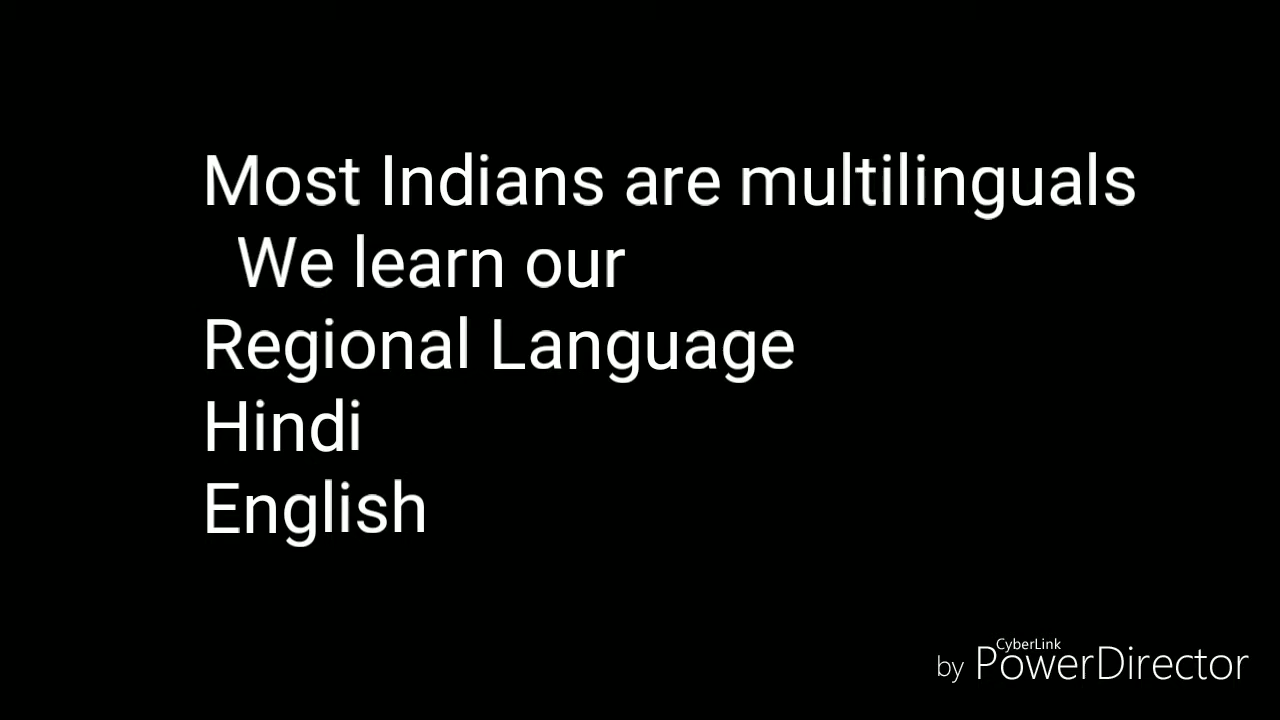 Most Indians are multilinguals
We learn our
Regional Language
Hindi
English
CyberLink
by PowerDirector